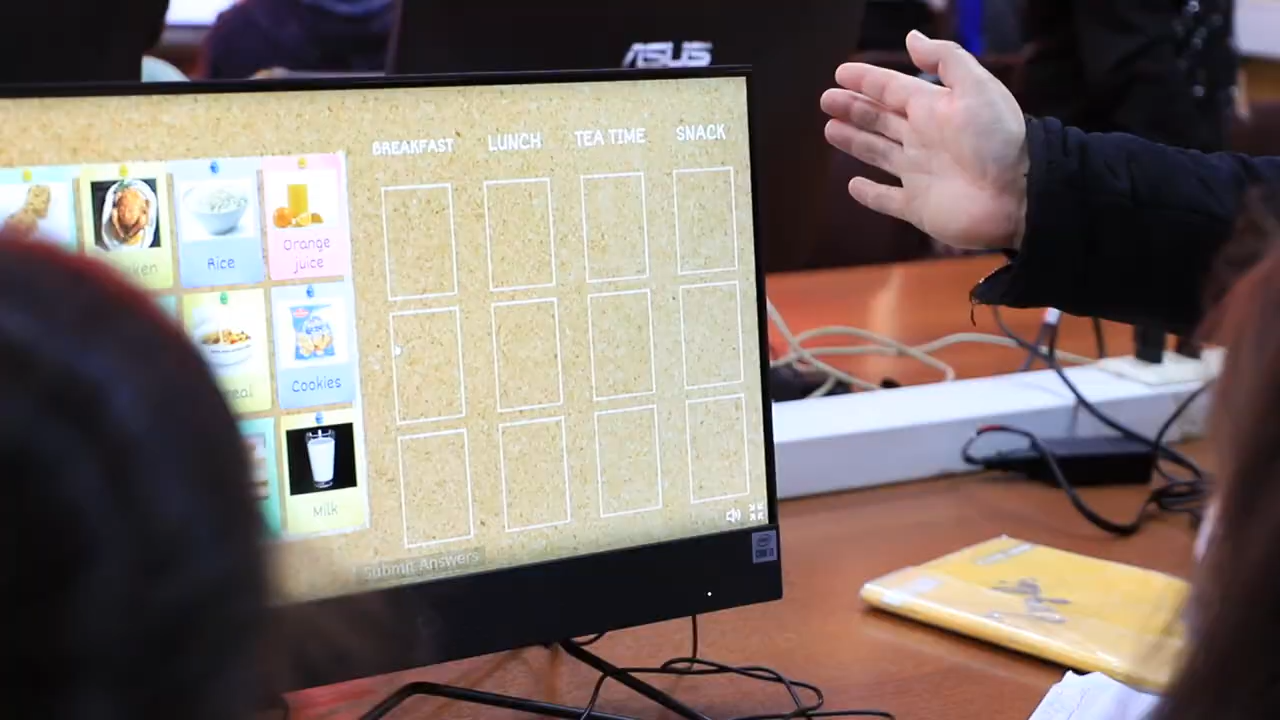 ASUS
BREAKFAST LUNCH TEA TIME SNACK
Rice
Orange
juice
Cookies
Milk
Submit Answers